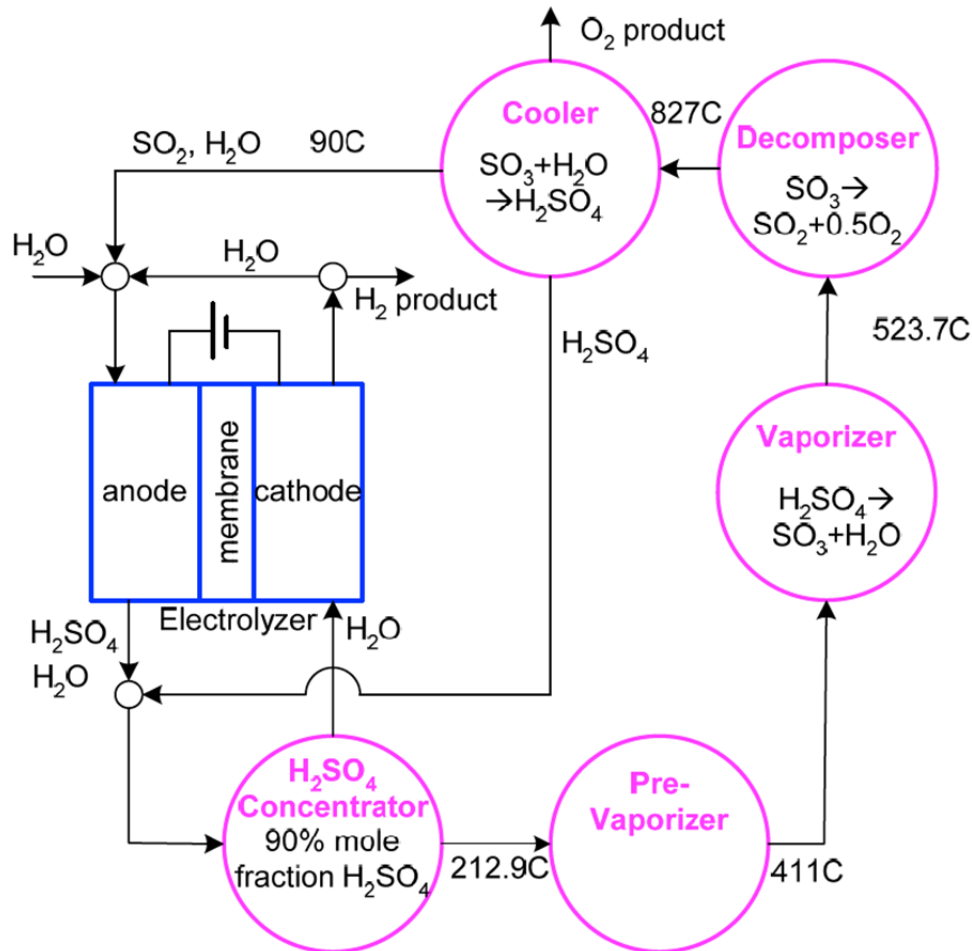 O₂ product
Cooler
SO₃+H₂O
→H₂SO₄
827C
Decomposer
SO₃→
SO₂+0.5O₂
SO₂, H₂O
90C
H₂O
H₂O
H₂ product
H₂SO₄
523.7C
anode
membrane
cathode
Vaporizer
H₂SO₄→
SO₃+H₂O
Electrolyzer
H₂SO₄
H₂O
H₂O
H₂SO₄
Concentrator
90% mole
fraction H₂SO₄
212.9C
Pre-
Vaporizer
411C